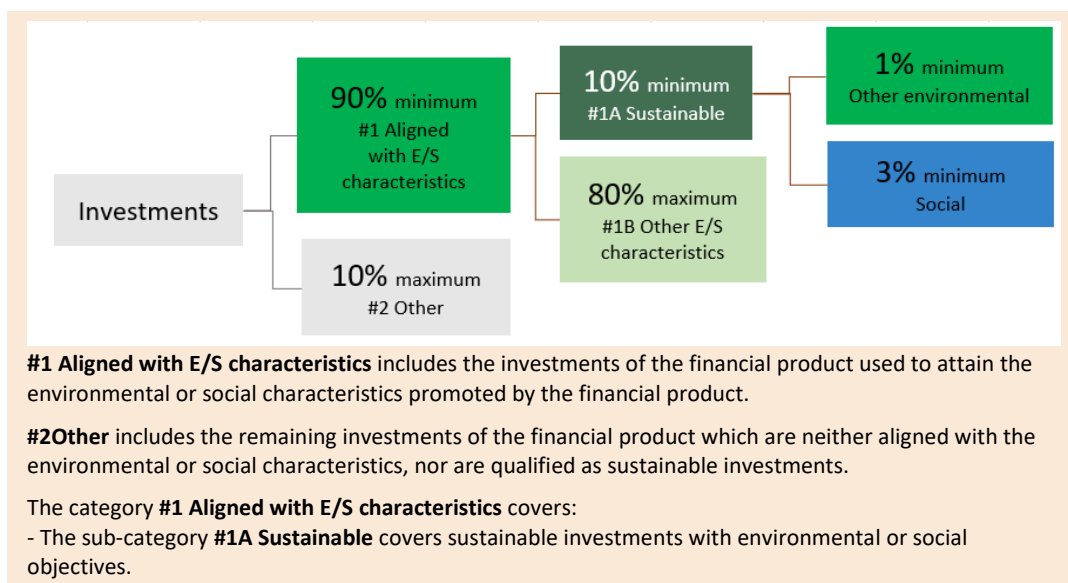 Investments
90% minimum
#1 Aligned
with E/S
characteristics
10% maximum
#2 Other
10% minimum
#1A Sustainable
80% maximum
#1B Other E/S
characteristics
1% minimum
Other environmental
3% minimum
Social
#1 Aligned with E/S characteristics includes the investments of the financial product used to attain the
environmental or social characteristics promoted by the financial product.
#2Other includes the remaining investments of the financial product which are neither aligned with the
environmental or social characteristics, nor are qualified as sustainable investments.
The category #1 Aligned with E/S characteristics covers:
- The sub-category #1A Sustainable covers sustainable investments with environmental or social
objectives.